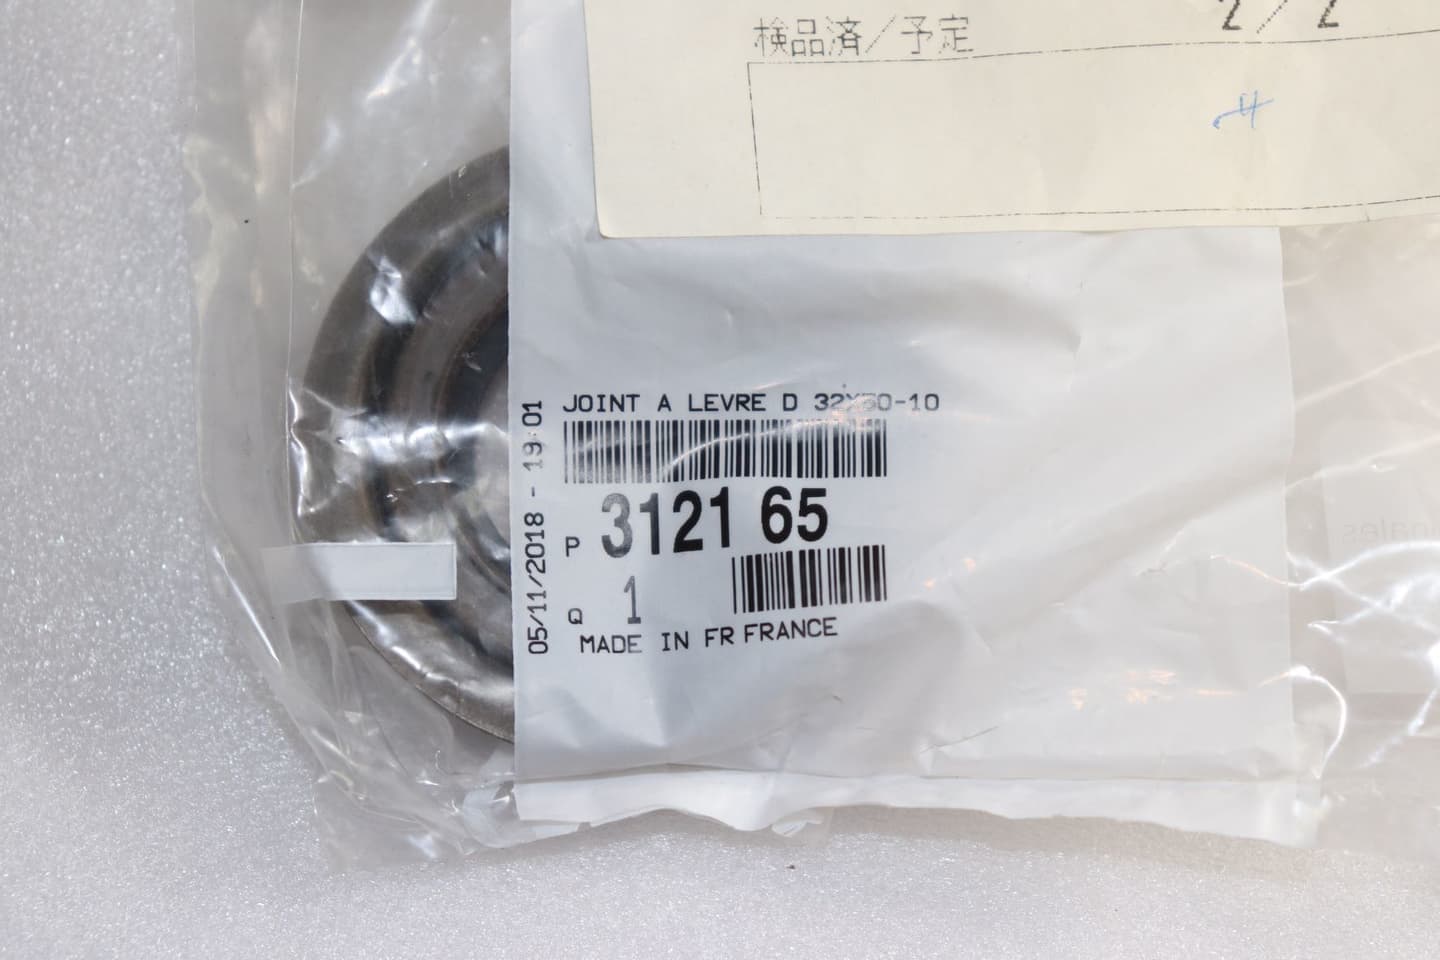 検品済／予定 2／2
JOINT A LEVRE D 32X50-10
P 3121 65
Q 1
MADE IN FR FRANCE
05/11/2018 - 19:01